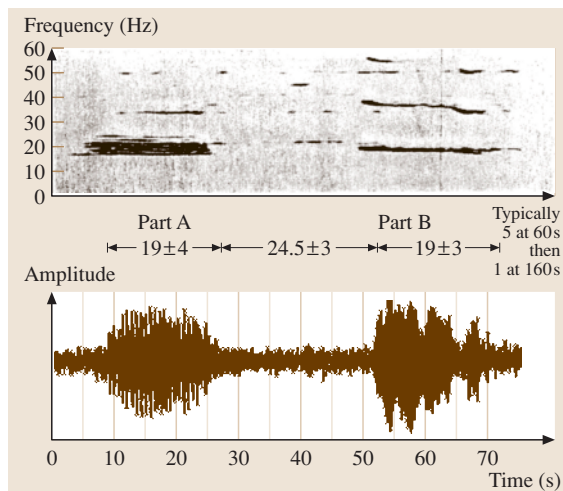 Frequency (Hz)
60
50
40
30
20
10
0
Part A
Part B
Typically
5 at 60s
then
1 at 160s
19±4
24.5±3
19±3
Amplitude
0 10 20 30 40 50 60 70
Time (s)